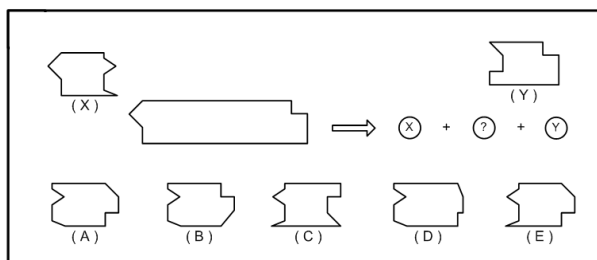 ( X )
( Y )
X + ? + Y
( A ) ( B ) ( C ) ( D ) ( E )